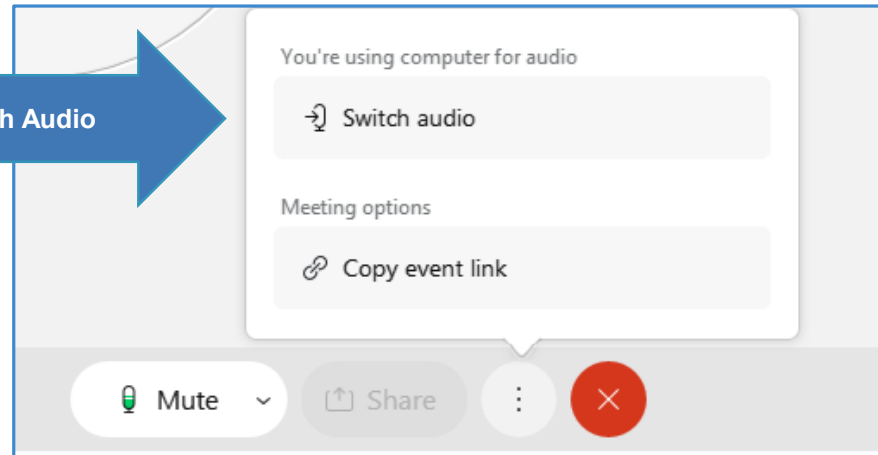 You're using computer for audio
h Audio
Switch audio
Meeting options
Copy event link
Mute
Share